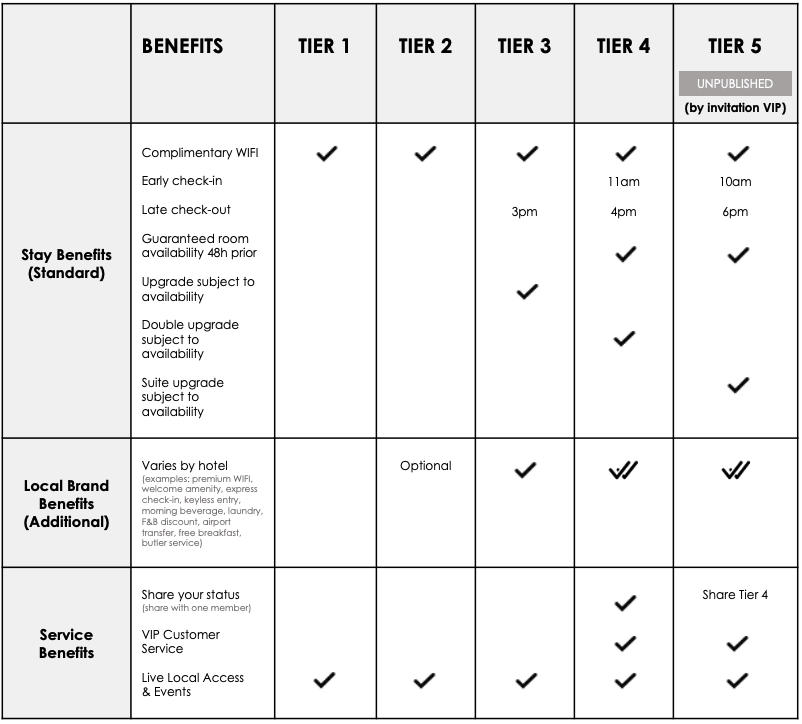 BENEFITS TIER 1 TIER 2 TIER 3 TIER 4 TIER 5
UNPUBLISHED
(by invitation VIP)
Stay Benefits
(Standard)
Complimentary WIFI
Early check-in 11am 10am
Late check-out 3pm 4pm 6pm
Guaranteed room
availability 48h prior
Upgrade subject to
availability
Double upgrade
subject to
availability
Suite upgrade
subject to
availability
Local Brand
Benefits
(Additional)
Varies by hotel Optional
(examples: premium WIFI,
welcome amenity, express
check-in, keyless entry,
morning beverage, laundry,
F&B discount, airport
transfer, free breakfast,
butler service)
Service
Benefits
Share your status Share Tier 4
(share with one member)
VIP Customer
Service
Live Local Access
& Events